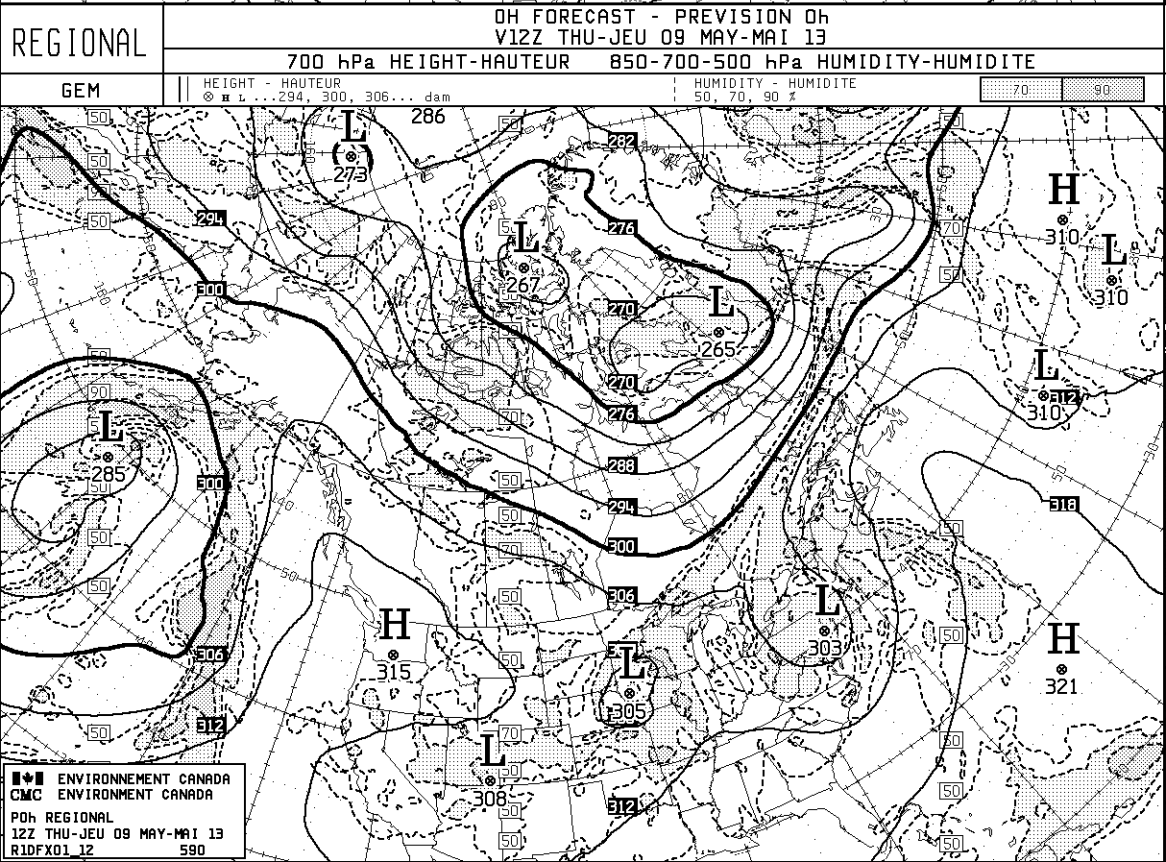 REGIONAL
0H FORECAST - PREVISION 0h
V12Z THU-JEU 09 MAY-MAI 13
700 hPa HEIGHT-HAUTEUR 850-700-500 hPa HUMIDITY-HUMIDITE
GEM
HEIGHT - HAUTEUR
⊗ H L ...294, 300, 306... dam
HUMIDITY - HUMIDITE
50, 70, 90 %
70 90
286
L
273
282
294
H
310
276
L
267
L
310
300
270
L
265
270
276
L
310
312
L
285
288
300
294
318
300
306
H
315
L
303
H
321
306
L
305
312
L
308
312
ENVIRONNEMENT CANADA
CMC ENVIRONMENT CANADA
P0h REGIONAL
12Z THU-JEU 09 MAY-MAI 13
R1DFX01_12 590